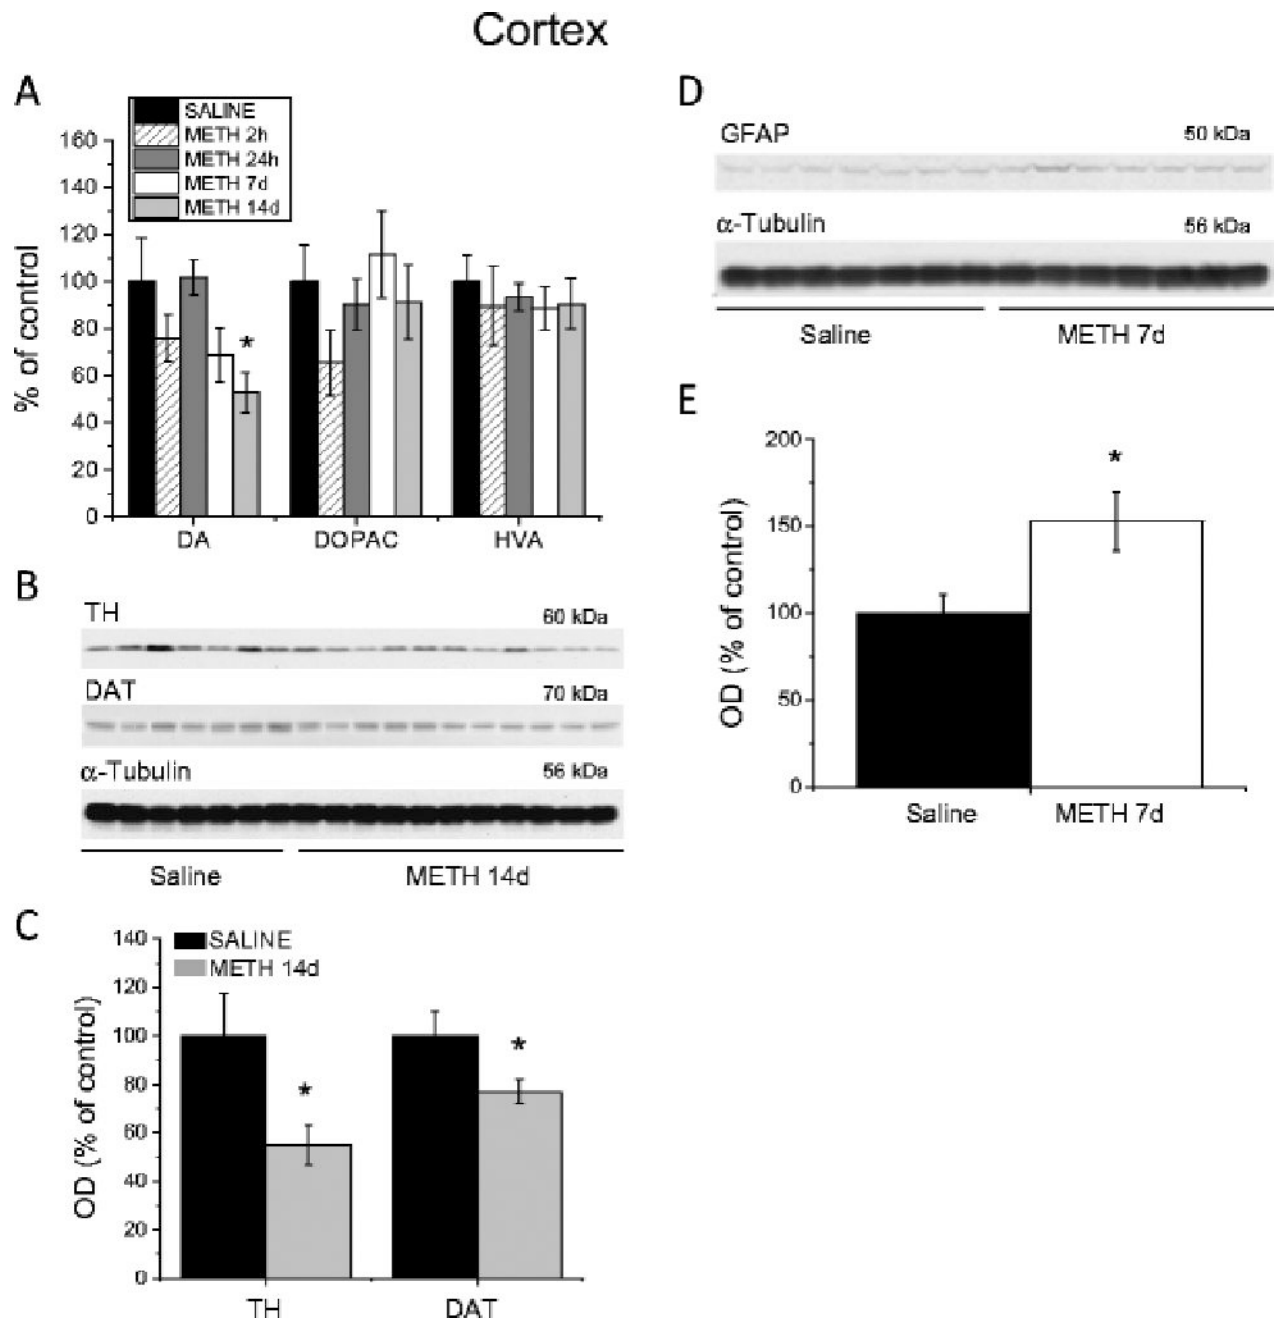 Cortex
A
SALINE
METH 2h
METH 24h
METH 7d
METH 14d
160
140
120
100
80
60
40
20
0
% of control
*
DA DOPAC HVA
B
TH 60 kDa
DAT 70 kDa
α-Tubulin 56 kDa
Saline METH 14d
C
SALINE
METH 14d
140
120
100
80
60
40
20
0
OD (% of control)
*
*
TH DAT
D
GFAP 50 kDa
α-Tubulin 56 kDa
Saline METH 7d
E
200
150
100
50
0
OD (% of control)
*
Saline METH 7d